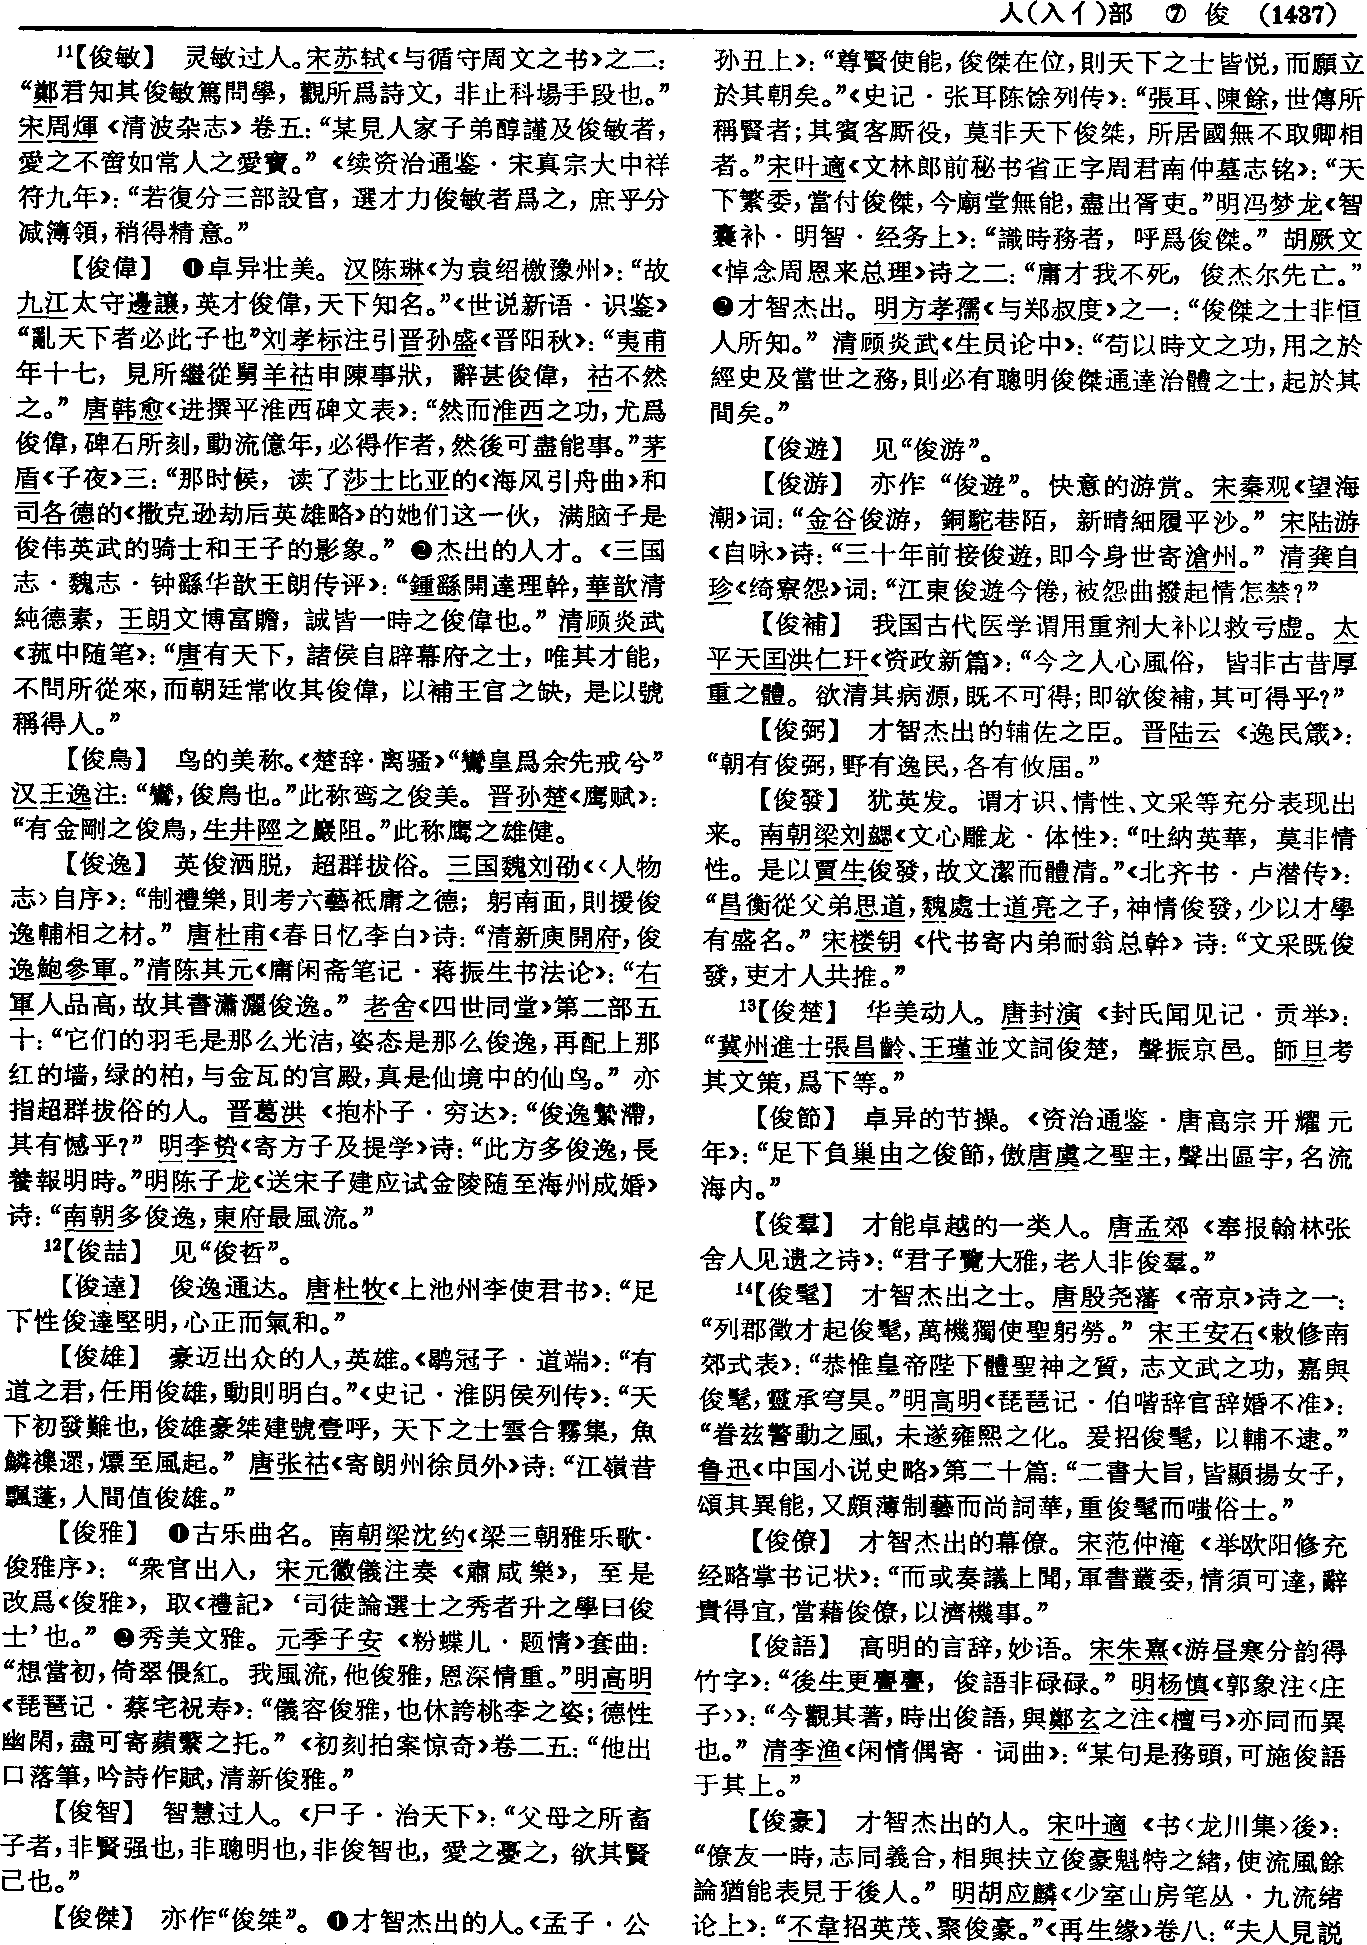 人(入亻)部 ⑦ 俊 (1437)
11【俊敏】 灵敏过人。宋苏轼《与循守周文之书》之二：
“鄭君知其俊敏篤問學，觀所爲詩文，非止科場手段也。”
宋周煇《清波杂志》卷五：“某見人家子弟醇謹及俊敏者，
愛之不啻如常人之愛寶。”《续资治通鉴·宋真宗大中祥
符九年》：“若復分三部設官，選才力俊敏者爲之，庶乎分
减簿領，稍得精意。”
【俊偉】 ❶卓异壮美。汉陈琳《为袁绍檄豫州》：“故
九江太守邊讓，英才俊偉，天下知名。”《世说新语·识鉴》
“亂天下者必此子也”刘孝标注引晋孙盛《晋阳秋》：“夷甫
年十七，見所繼從舅羊祜申陳事狀，辭甚俊偉，祜不然
之。”唐韩愈《进撰平淮西碑文表》：“然而淮西之功，尤爲
俊偉，碑石所刻，動流億年，必得作者，然後可盡能事。”茅
盾《子夜》三：“那时候，读了莎士比亚的《海风引舟曲》和
司各德的《撒克逊劫后英雄略》的她们这一伙，满脑子是
俊伟英武的骑士和王子的影象。”❷杰出的人才。《三国
志·魏志·钟繇华歆王朗传评》：“鍾繇開達理幹，華歆清
純德素，王朗文博富贍，誠皆一時之俊偉也。”清顾炎武
《菰中随笔》：“唐有天下，諸侯自辟幕府之士，唯其才能，
不問所從來，而朝廷常收其俊偉，以補王官之缺，是以號
稱得人。”
【俊鳥】 鸟的美称。《楚辞·离骚》“鸞皇爲余先戒兮”
汉王逸注：“鸞，俊鳥也。”此称鸾之俊美。晋孙楚《鹰赋》：
“有金剛之俊鳥，生井陘之巖阻。”此称鹰之雄健。
【俊逸】 英俊洒脱，超群拔俗。三国魏刘劭《〈人物
志〉自序》：“制禮樂，則考六藝祇庸之德；躬南面，則援俊
逸輔相之材。”唐杜甫《春日忆李白》诗：“清新庾開府，俊
逸鮑參軍。”清陈其元《庸闲斋笔记·蒋振生书法论》：“右
軍人品高，故其書瀟灑俊逸。”老舍《四世同堂》第二部五
十：“它们的羽毛是那么光洁，姿态是那么俊逸，再配上那
红的墙，绿的柏，与金瓦的宫殿，真是仙境中的仙鸟。”亦
指超群拔俗的人。晋葛洪《抱朴子·穷达》：“俊逸縶滯，
其有憾乎？”明李贽《寄方子及提学》诗：“此方多俊逸，長
養報明時。”明陈子龙《送宋子建应试金陵随至海州成婚》
诗：“南朝多俊逸，東府最風流。”
12【俊喆】 见“俊哲”。
【俊達】 俊逸通达。唐杜牧《上池州李使君书》：“足
下性俊達堅明，心正而氣和。”
【俊雄】 豪迈出众的人，英雄。《鹖冠子·道端》：“有
道之君，任用俊雄，動則明白。”《史记·淮阴侯列传》：“天
下初發難也，俊雄豪桀建號壹呼，天下之士雲合霧集，魚
鱗襍遝，熛至風起。”唐张祜《寄朗州徐员外》诗：“江嶺昔
飄蓬，人間值俊雄。”
【俊雅】 ❶古乐曲名。南朝梁沈约《梁三朝雅乐歌·
俊雅序》：“衆官出入，宋元徽儀注奏《肅咸樂》，至是
改爲《俊雅》，取《禮記》‘司徒論選士之秀者升之學曰俊
士’也。”❷秀美文雅。元季子安《粉蝶儿·题情》套曲：
“想當初，倚翠偎紅。我風流，他俊雅，恩深情重。”明高明
《琵琶记·蔡宅祝寿》：“儀容俊雅，也休誇桃李之姿；德性
幽閑，盡可寄蘋蘩之托。”《初刻拍案惊奇》卷二五：“他出
口落筆，吟詩作賦，清新俊雅。”
【俊智】 智慧过人。《尸子·治天下》：“父母之所畜
子者，非賢强也，非聰明也，非俊智也，愛之憂之，欲其賢
己也。”
【俊傑】 亦作“俊桀”。❶才智杰出的人。《孟子·公
孙丑上》：“尊賢使能，俊傑在位，則天下之士皆悦，而願立
於其朝矣。”《史记·张耳陈馀列传》：“張耳、陳餘，世傳所
稱賢者；其賓客厮役，莫非天下俊桀，所居國無不取卿相
者。”宋叶適《文林郎前秘书省正字周君南仲墓志铭》：“天
下繁委，當付俊傑，今廟堂無能，盡出胥吏。”明冯梦龙《智
囊补·明智·经务上》：“識時務者，呼爲俊傑。”胡厥文
《悼念周恩来总理》诗之二：“庸才我不死，俊杰尔先亡。”
❷才智杰出。明方孝孺《与郑叔度》之一：“俊傑之士非恒
人所知。”清顾炎武《生员论中》：“苟以時文之功，用之於
經史及當世之務，則必有聰明俊傑通達治體之士，起於其
間矣。”
【俊遊】 见“俊游”。
【俊游】 亦作“俊遊”。快意的游赏。宋秦观《望海
潮》词：“金谷俊游，銅駝巷陌，新晴細履平沙。”宋陆游
《自咏》诗：“三十年前接俊遊，即今身世寄滄州。”清龚自
珍《绮寮怨》词：“江東俊遊今倦，被怨曲撥起情怎禁？”
【俊補】 我国古代医学谓用重剂大补以救亏虚。太
平天囯洪仁玕《资政新篇》：“今之人心風俗，皆非古昔厚
重之體。欲清其病源，既不可得；即欲俊補，其可得乎？”
【俊弼】 才智杰出的辅佐之臣。晋陆云《逸民箴》：
“朝有俊弼，野有逸民，各有攸届。”
【俊發】 犹英发。谓才识、情性、文采等充分表现出
来。南朝梁刘勰《文心雕龙·体性》：“吐納英華，莫非情
性。是以賈生俊發，故文潔而體清。”《北齐书·卢潜传》：
“昌衡從父弟思道，魏處士道亮之子，神情俊發，少以才學
有盛名。”宋楼钥《代书寄内弟耐翁总幹》诗：“文采既俊
發，吏才人共推。”
13【俊楚】 华美动人。唐封演《封氏闻见记·贡举》：
“冀州進士張昌齡、王瑾並文詞俊楚，聲振京邑。師旦考
其文策，爲下等。”
【俊節】 卓异的节操。《资治通鉴·唐高宗开耀元
年》：“足下負巢由之俊節，傲唐虞之聖主，聲出區宇，名流
海内。”
【俊羣】 才能卓越的一类人。唐孟郊《奉报翰林张
舍人见遗之诗》：“君子覽大雅，老人非俊羣。”
14【俊髦】 才智杰出之士。唐殷尧藩《帝京》诗之一：
“列郡徵才起俊髦，萬機獨使聖躬勞。”宋王安石《敕修南
郊式表》：“恭惟皇帝陛下體聖神之質，志文武之功，嘉與
俊髦，靈承穹昊。”明高明《琵琶记·伯喈辞官辞婚不准》：
“眷兹警動之風，未遂雍熙之化。爰招俊髦，以輔不逮。”
鲁迅《中国小说史略》第二十篇：“二書大旨，皆顯揚女子，
頌其異能，又頗薄制藝而尚詞華，重俊髦而嗤俗士。”
【俊僚】 才智杰出的幕僚。宋范仲淹《举欧阳修充
经略掌书记状》：“而或奏議上聞，軍書叢委，情須可達，辭
貴得宜，當藉俊僚，以濟機事。”
【俊語】 高明的言辞，妙语。宋朱熹《游昼寒分韵得
竹字》：“後生更亹亹，俊語非碌碌。”明杨慎《郭象注〈庄
子〉》：“今觀其著，時出俊語，與鄭玄之注《檀弓》亦同而異
也。”清李渔《闲情偶寄·词曲》：“某句是務頭，可施俊語
于其上。”
【俊豪】 才智杰出的人。宋叶適《书〈龙川集〉後》：
“僚友一時，志同義合，相與扶立俊豪魁特之緒，使流風餘
論猶能表見于後人。”明胡应麟《少室山房笔丛·九流绪
论上》：“不韋招英茂、聚俊豪。”《再生缘》卷八：“夫人見説